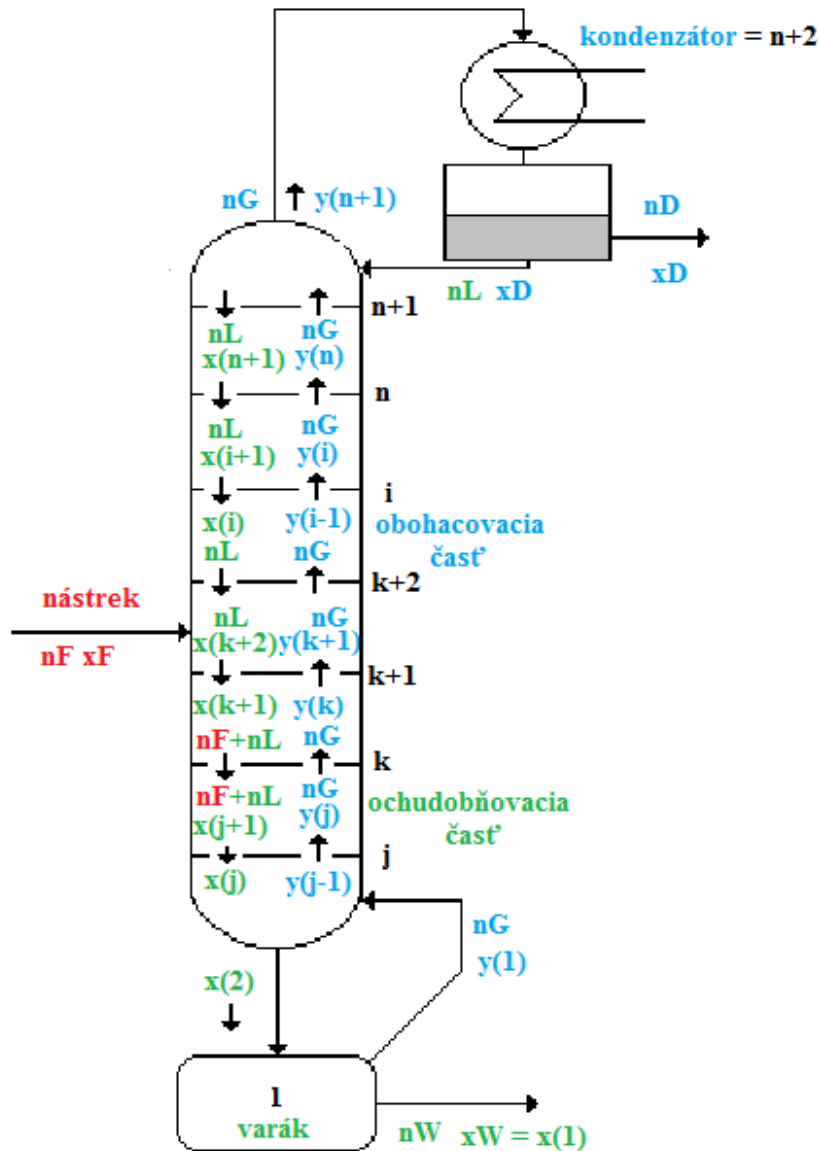 kondenzátor = n+2
nG y(n+1)
nD
xD
nL xD
n+1
nL nG
x(n+1) y(n)
n
nL nG
x(i+1) y(i)
i
x(i) y(i-1)
obohacovacia
nL nG
časť
k+2
nástrek
nL nG
x(k+2) y(k+1)
nF xF
k+1
x(k+1) y(k)
nF+nL nG
k
nF+nL nG
x(j+1) y(j)
ochudobňovacia
časť
j
x(j) y(j-1)
nG
y(1)
x(2)
1
varák
nW xW = x(1)